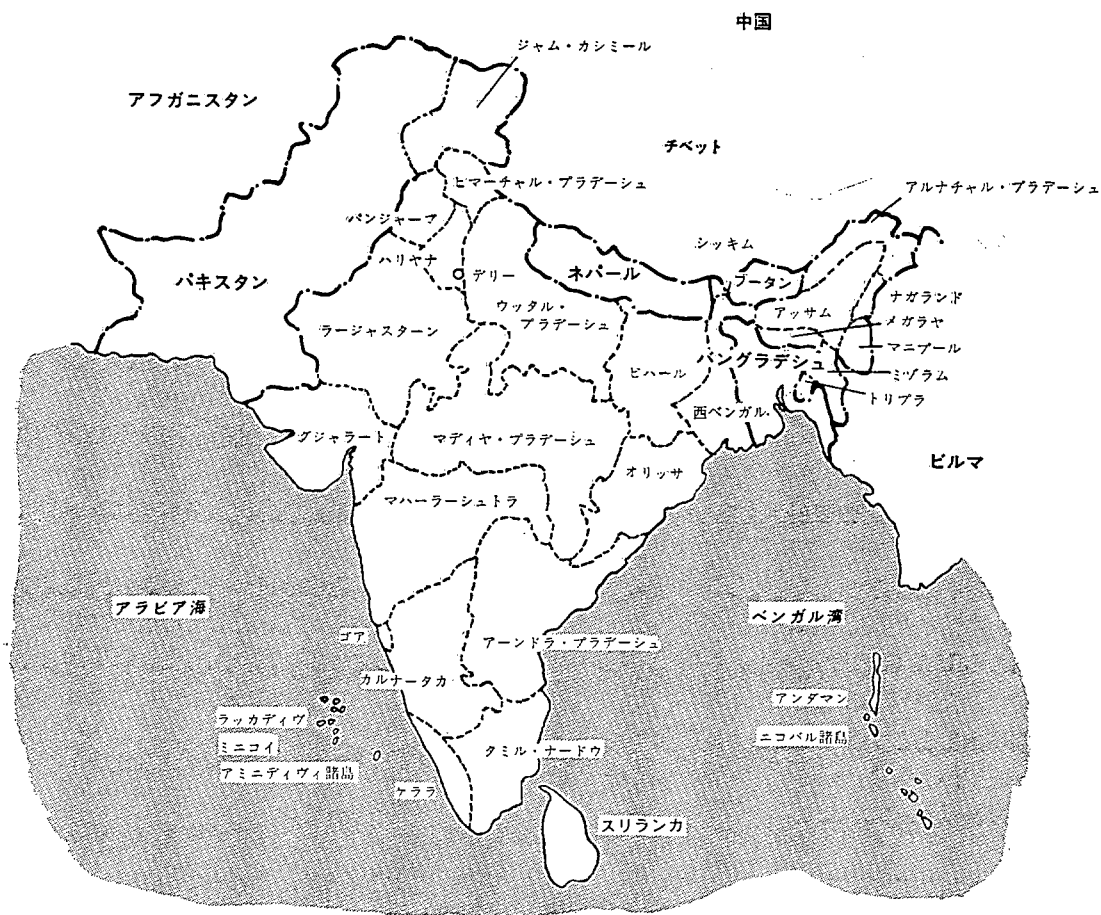 中国
ジャム・カシミール
アフガニスタン
チベット
ヒマーチャル・プラデーシュ
アルナチャル・プラデーシュ
パンジャーブ
シッキム
ハリヤナ
デリー
ネパール
ブータン
パキスタン
ナガランド
ウッタル・
プラデーシュ
アッサム
メガラヤ
ラージャスターン
マニプール
バングラデシュ
ビハール
ミヅラム
トリプラ
西ベンガル
グジャラート
マディヤ・プラデーシュ
ビルマ
オリッサ
マハーラーシュトラ
アラビア海
ベンガル湾
ゴア
アーンドラ・プラデーシュ
カルナータカ
アンダマン
ラッカディヴ
ニコバル諸島
ミニコイ
タミル・ナードゥ
アミニディヴィ諸島
ケララ
スリランカ